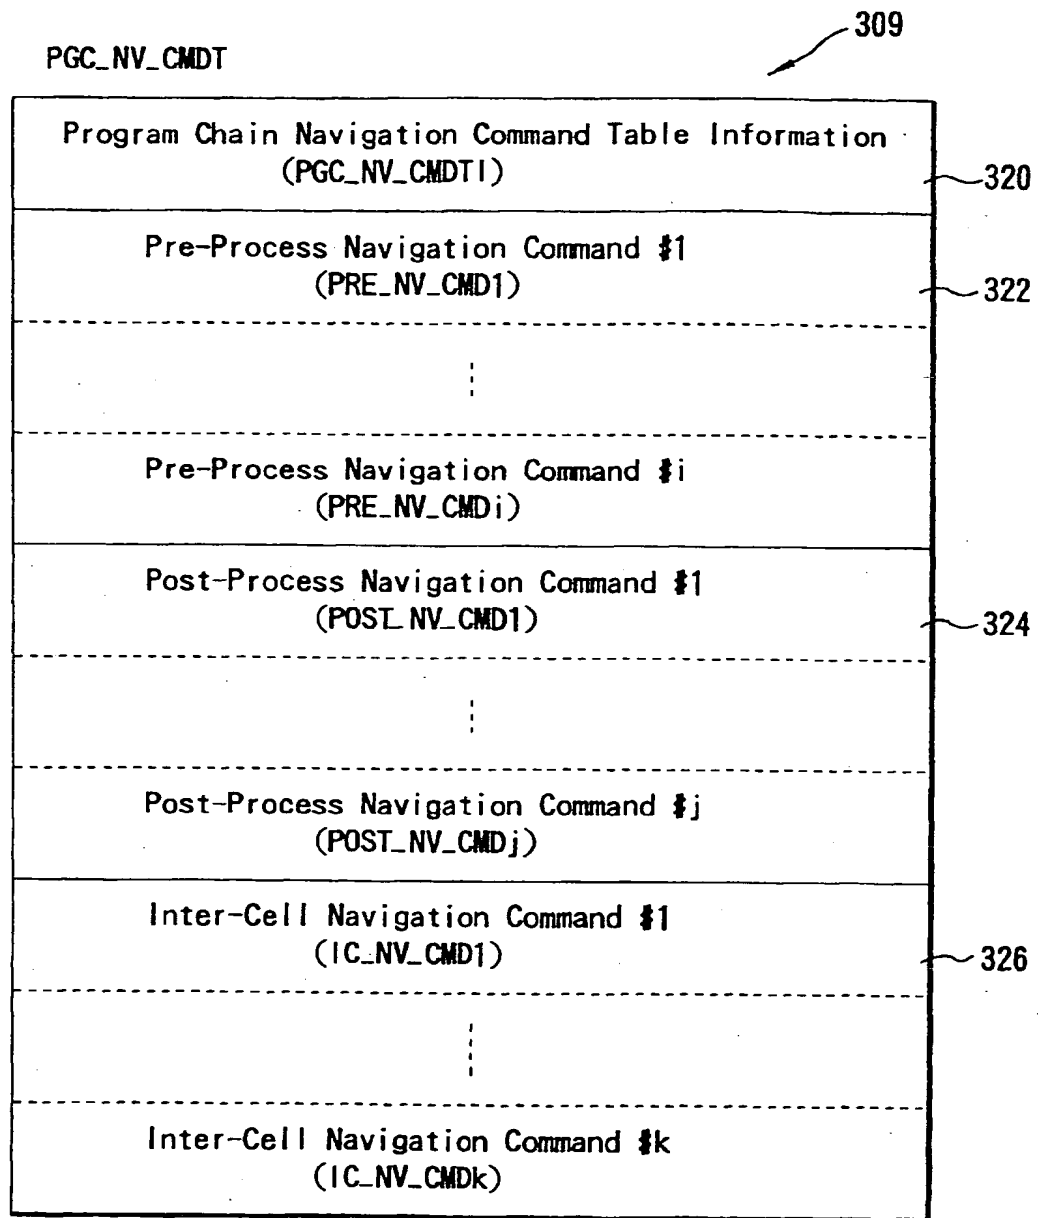 309
PGC_NV_CMDT
Program Chain Navigation Command Table Information
(PGC_NV_CMDTI)
320
Pre-Process Navigation Command #1
(PRE_NV_CMD1)
322
Pre-Process Navigation Command #i
(PRE_NV_CMDi)
Post-Process Navigation Command #1
(POST_NV_CMD1)
324
Post-Process Navigation Command #j
(POST_NV_CMDj)
Inter-Cell Navigation Command #1
(IC_NV_CMD1)
326
Inter-Cell Navigation Command #k
(IC_NV_CMDk)